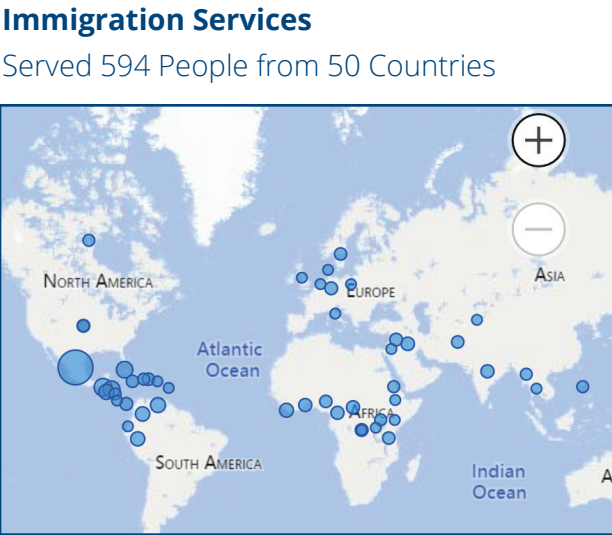 Immigration Services
Served 594 People from 50 Countries
NORTH AMERICA
EUROPE
ASIA
Atlantic
Ocean
AFRICA
SOUTH AMERICA
Indian
Ocean
A